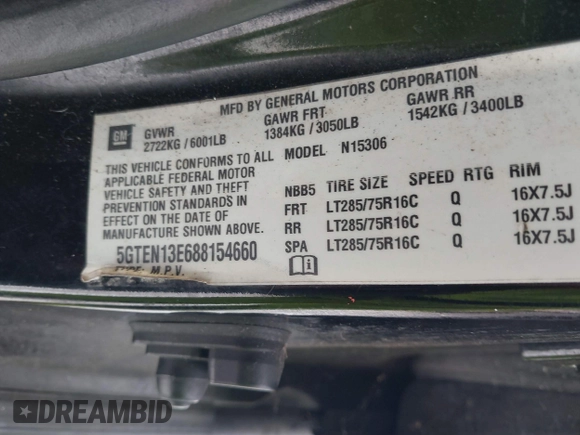 MFD BY GENERAL MOTORS CORPORATION
GM GVWR GAWR FRT GAWR RR
2722KG / 6001LB 1384KG / 3050LB 1542KG / 3400LB
THIS VEHICLE CONFORMS TO ALL MODEL N15306
APPLICABLE FEDERAL MOTOR
VEHICLE SAFETY AND THEFT
PREVENTION STANDARDS IN
EFFECT ON THE DATE OF
MANUFACTURE SHOWN ABOVE.
5GTEN13E688154660
TYPE: M.P.V.
NBB5 TIRE SIZE SPEED RTG RIM
FRT LT285/75R16C Q 16X7.5J
RR LT285/75R16C Q 16X7.5J
SPA LT285/75R16C Q 16X7.5J
DREAMBID